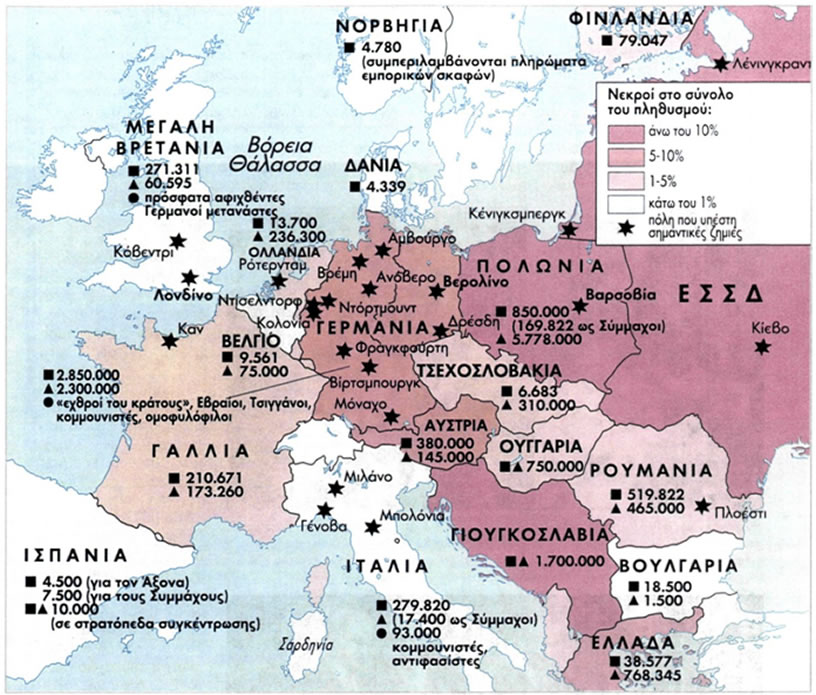 ΝΟΡΒΗΓΙΑ
■ 4.780
(συμπεριλαμβάνονται πληρώματα
εμπορικών σκαφών)
ΦΙΝΛΑΝΔΙΑ
■ 79.047
Λένινγκραντ
Νεκροί στο σύνολο
του πληθυσμού:
άνω του 10%
5-10%
1-5%
κάτω του 1%
★ πόλη που υπέστη
σημαντικές ζημιές
ΜΕΓΑΛΗ
ΒΡΕΤΑΝΙΑ
■ 271.311
▲ 60.595
● πρόσφατα αφιχθέντες
Γερμανοί μετανάστες
Βόρεια
Θάλασσα
ΔΑΝΙΑ
■ 4.339
Κένιγκσμπεργκ
Κόβεντρι
Λονδίνο
■ 13.700
▲ 236.300
ΟΛΛΑΝΔΙΑ
Ρότερνταμ
Αμβούργο
Βρέμη
Ανόβερο
Βερολίνο
Ντίσελντορφ
Ντόρτμουντ
Κολονία
ΓΕΡΜΑΝΙΑ
Δρέσδη
Φραγκφούρτη
Βίρτσμπουργκ
Μόναχο
ΠΟΛΩΝΙΑ
Βαρσοβία
■ 850.000
(169.822 ως Σύμμαχοι)
▲ 5.778.000
ΕΣΣΔ
Κίεβο
Καν
ΒΕΛΓΙΟ
■ 9.561
▲ 75.000
■ 2.850.000
▲ 2.300.000
● «εχθροί του κράτους», Εβραίοι, Τσιγγάνοι,
κομμουνιστές, ομοφυλόφιλοι
ΤΣΕΧΟΣΛΟΒΑΚΙΑ
■ 6.683
▲ 310.000
ΑΥΣΤΡΙΑ
■ 380.000
▲ 145.000
ΟΥΓΓΑΡΙΑ
■▲ 750.000
ΓΑΛΛΙΑ
■ 210.671
▲ 173.260
ΡΟΥΜΑΝΙΑ
■ 519.822
▲ 465.000
Πλοέστι
Μιλάνο
Γένοβα
Μπολόνια
ΙΤΑΛΙΑ
■ 279.820
▲ (17.400 ως Σύμμαχοι)
● 93.000
κομμουνιστές,
αντιφασίστες
Σαρδηνία
ΓΙΟΥΓΚΟΣΛΑΒΙΑ
■▲ 1.700.000
ΒΟΥΛΓΑΡΙΑ
■ 18.500
▲ 1.500
ΙΣΠΑΝΙΑ
■ 4.500 (για τον Άξονα)
7.500 (για τους Συμμάχους)
■▲ 10.000
(σε στρατόπεδα συγκέντρωσης)
ΕΛΛΑΔΑ
■ 38.577
▲ 768.345